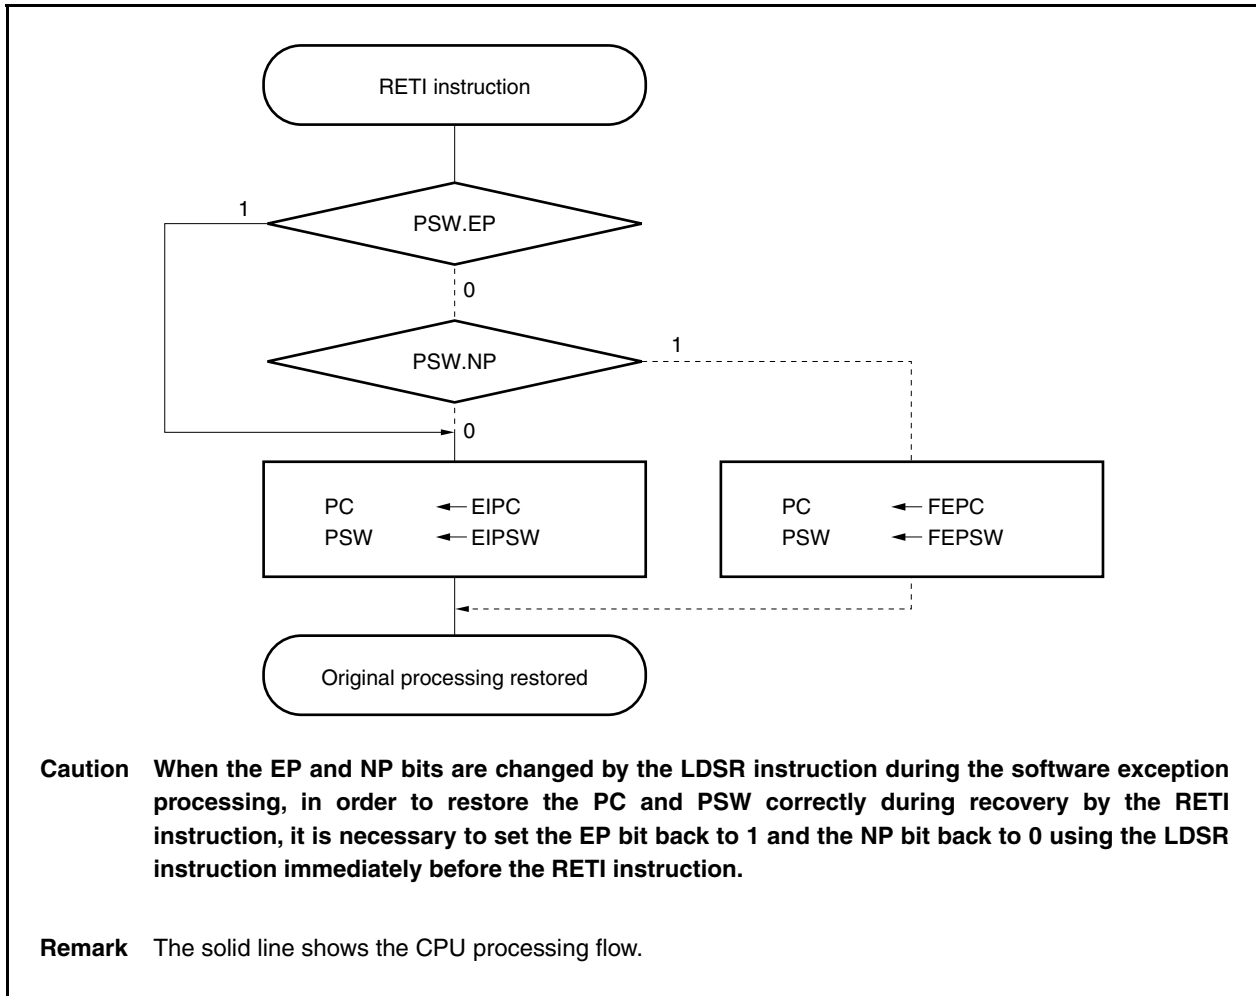 RETI instruction
1
PSW.EP
0
1
PSW.NP
0
PC ← EIPC
PSW ← EIPSW
PC ← FEPC
PSW ← FEPSW
Original processing restored
Caution When the EP and NP bits are changed by the LDSR instruction during the software exception
processing, in order to restore the PC and PSW correctly during recovery by the RETI
instruction, it is necessary to set the EP bit back to 1 and the NP bit back to 0 using the LDSR
instruction immediately before the RETI instruction.
Remark The solid line shows the CPU processing flow.